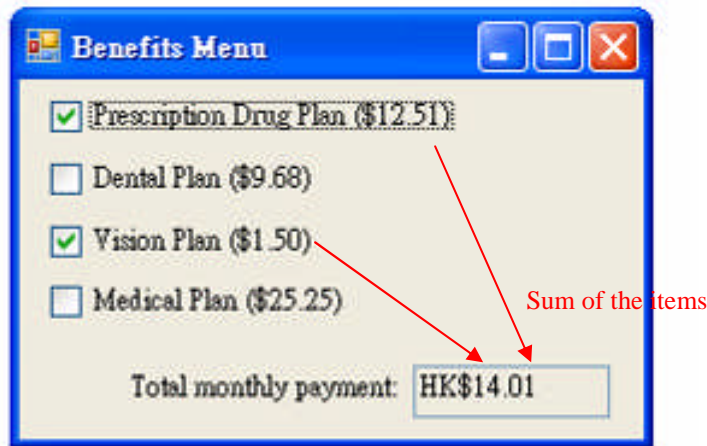 Benefits Menu
Prescription Drug Plan ($12.51)
Dental Plan ($9.68)
Vision Plan ($1.50)
Medical Plan ($25.25)
Sum of the items
Total monthly payment: HK$14.01